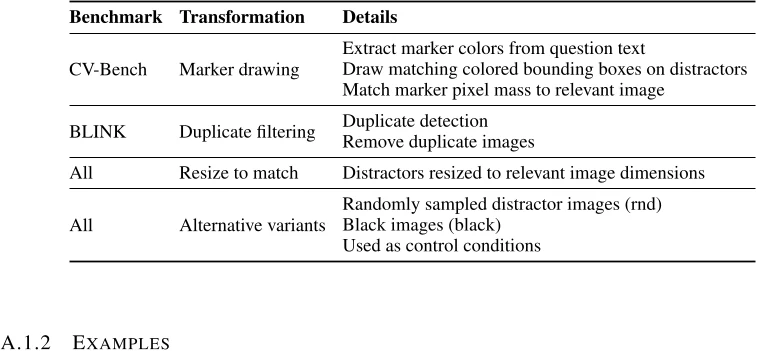 Benchmark Transformation Details
Extract marker colors from question text
CV-Bench Marker drawing Draw matching colored bounding boxes on distractors
Match marker pixel mass to relevant image
Duplicate detection
BLINK Duplicate filtering
Remove duplicate images
All Resize to match Distractors resized to relevant image dimensions
Randomly sampled distractor images (rnd)
All Alternative variants Black images (black)
Used as control conditions
A.1.2 EXAMPLES